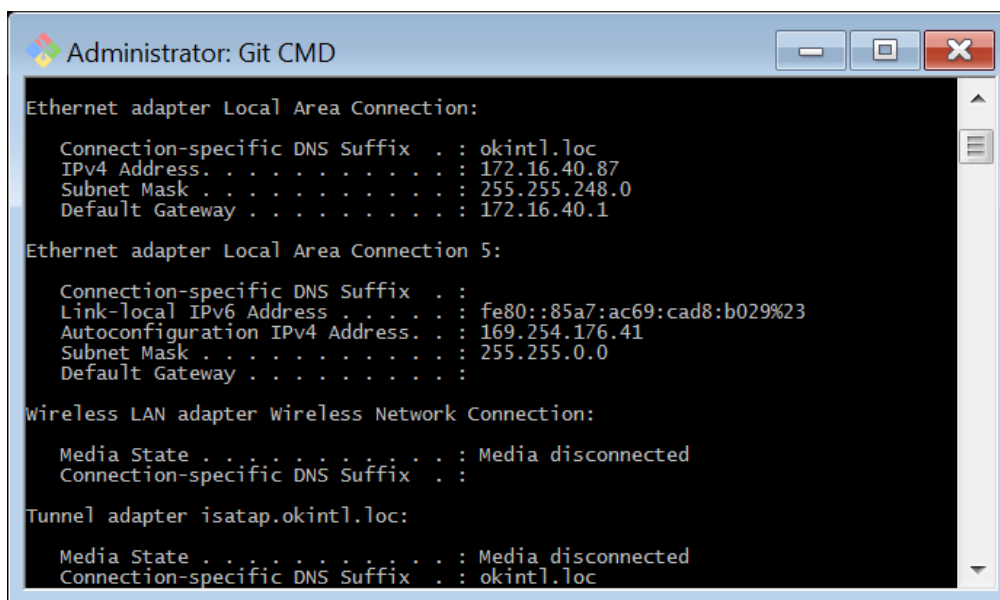 Administrator: Git CMD
Ethernet adapter Local Area Connection:
Connection-specific DNS Suffix  . : okintl.loc
IPv4 Address. . . . . . . . . . . : 172.16.40.87
Subnet Mask . . . . . . . . . . . : 255.255.248.0
Default Gateway . . . . . . . . . : 172.16.40.1
Ethernet adapter Local Area Connection 5:
Connection-specific DNS Suffix  . :
Link-local IPv6 Address . . . . . : fe80::85a7:ac69:cad8:b029%23
Autoconfiguration IPv4 Address. . : 169.254.176.41
Subnet Mask . . . . . . . . . . . : 255.255.0.0
Default Gateway . . . . . . . . . :
Wireless LAN adapter Wireless Network Connection:
Media State . . . . . . . . . . . : Media disconnected
Connection-specific DNS Suffix  . :
Tunnel adapter isatap.okintl.loc:
Media State . . . . . . . . . . . : Media disconnected
Connection-specific DNS Suffix  . : okintl.loc